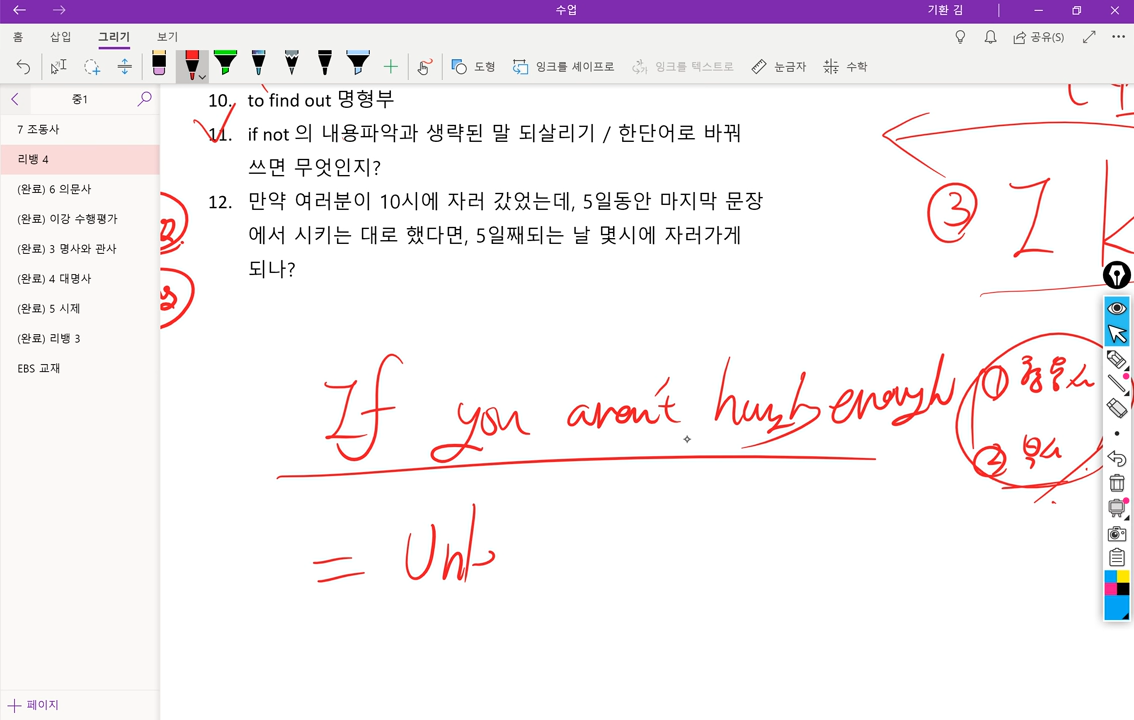 수업
기환 김
홈 삽입 그리기 보기
공유(S)
도형
잉크를 셰이프로
잉크를 텍스트로
눈금자
수학
중1
7 조동사
리뱅 4
(완료) 6 의문사
(완료) 이강 수행평가
(완료) 3 명사와 관사
(완료) 4 대명사
(완료) 5 시제
(완료) 리뱅 3
EBS 교재
페이지
10. to find out 명형부
11. if not 의 내용파악과 생략된 말 되살리기 / 한단어로 바꿔
쓰면 무엇인지?
12. 만약 여러분이 10시에 자러 갔었는데, 5일동안 마지막 문장
에서 시키는 대로 했다면, 5일째되는 날 몇시에 자러가게
되나?
③ I k
If you aren't enough
①
② 부사
= Unl